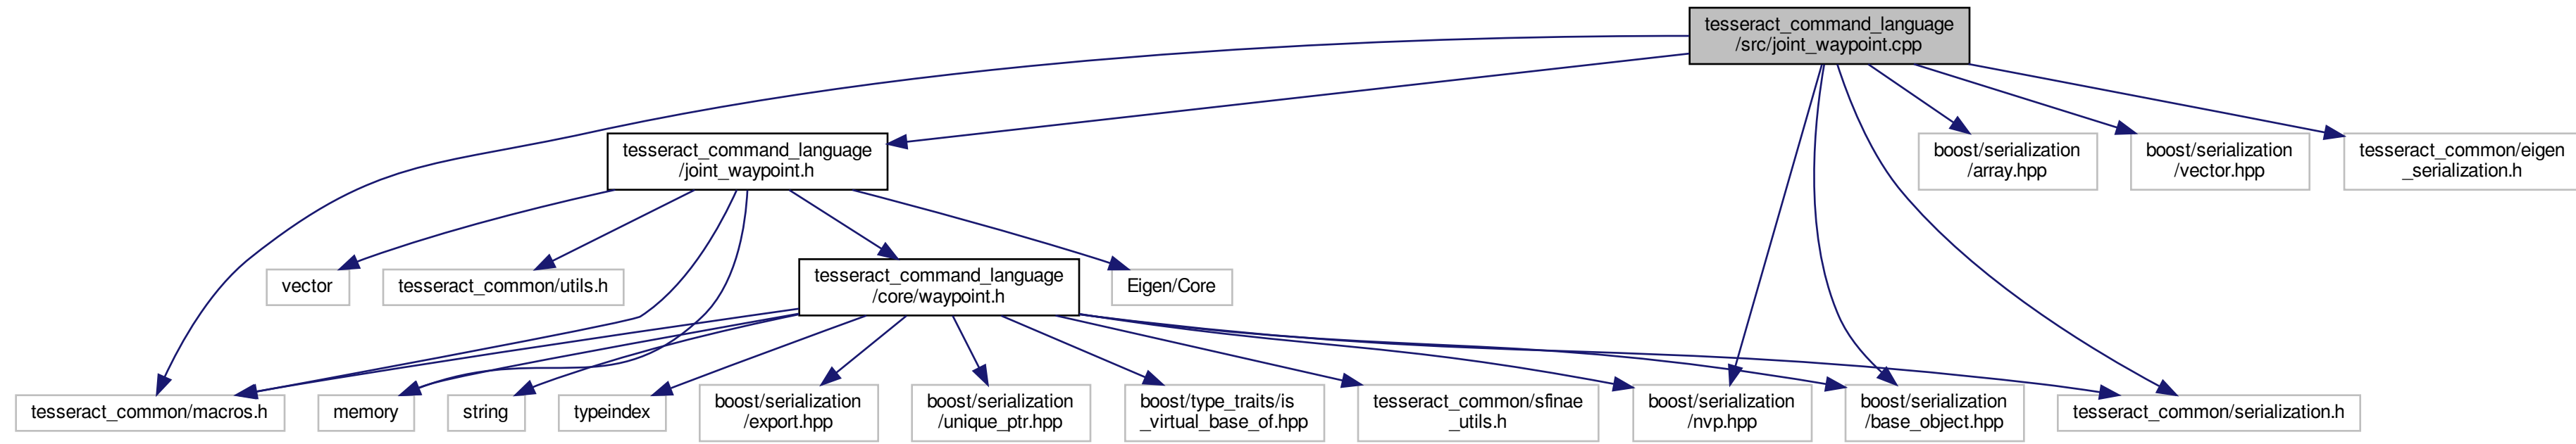 tesseract_command_language
/src/joint_waypoint.cpp
tesseract_command_language
/joint_waypoint.h
boost/serialization
/array.hpp
boost/serialization
/vector.hpp
tesseract_common/eigen
_serialization.h
vector
tesseract_common/utils.h
tesseract_command_language
/core/waypoint.h
Eigen/Core
tesseract_common/macros.h
memory
string
typeindex
boost/serialization
/export.hpp
boost/serialization
/unique_ptr.hpp
boost/type_traits/is
_virtual_base_of.hpp
tesseract_common/sfinae
_utils.h
boost/serialization
/nvp.hpp
boost/serialization
/base_object.hpp
tesseract_common/serialization.h